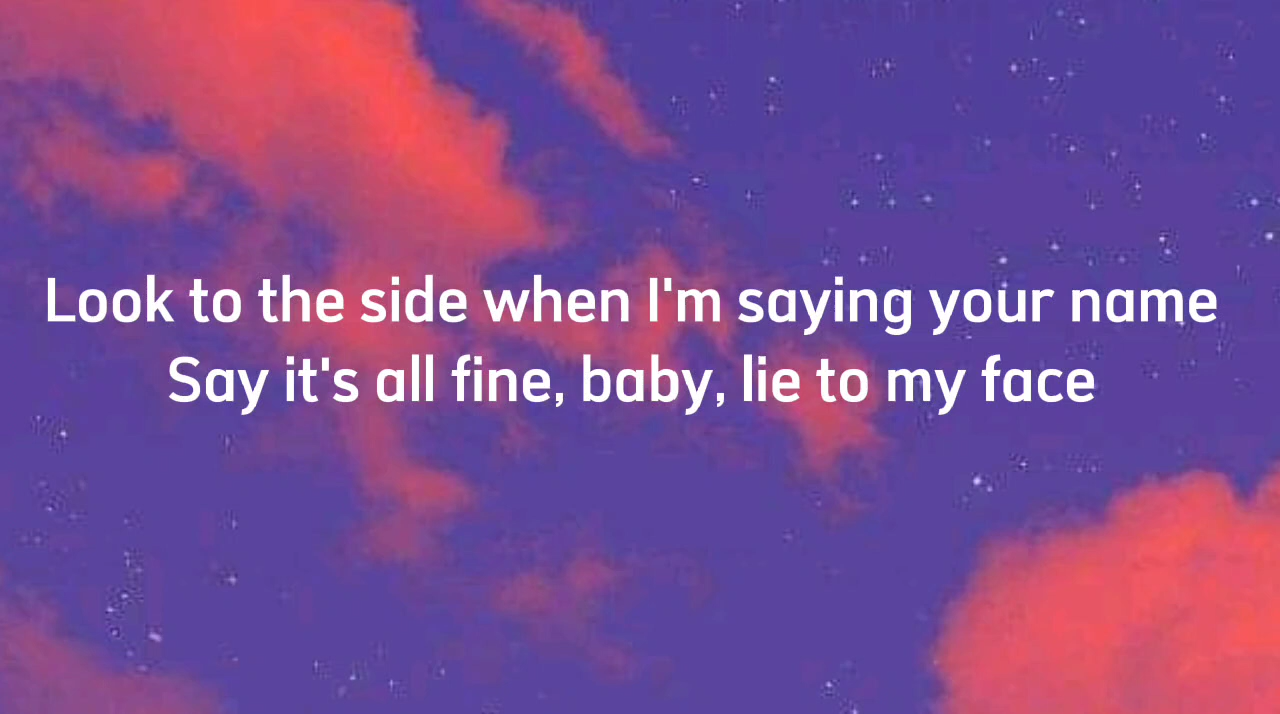 Look to the side when I'm saying your name
Say it's all fine, baby, lie to my face